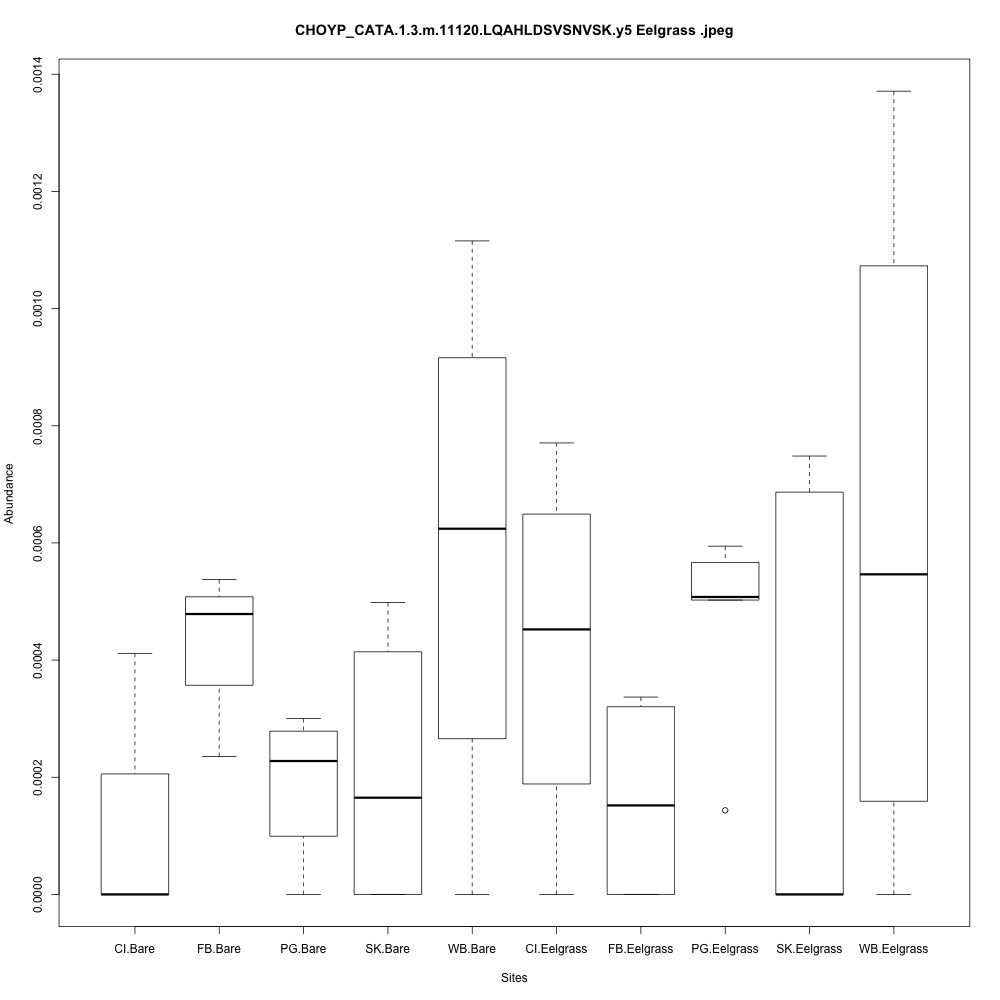 CHOYP_CATA.1.3.m.11120.LQAHLDSVSNVSK.y5 Eelgrass .jpeg
0.0014
0.0012
0.0010
0.0008
0.0006
0.0004
0.0002
0.0000
Abundance
CI.Bare FB.Bare PG.Bare SK.Bare WB.Bare CI.Eelgrass FB.Eelgrass PG.Eelgrass SK.Eelgrass WB.Eelgrass
Sites